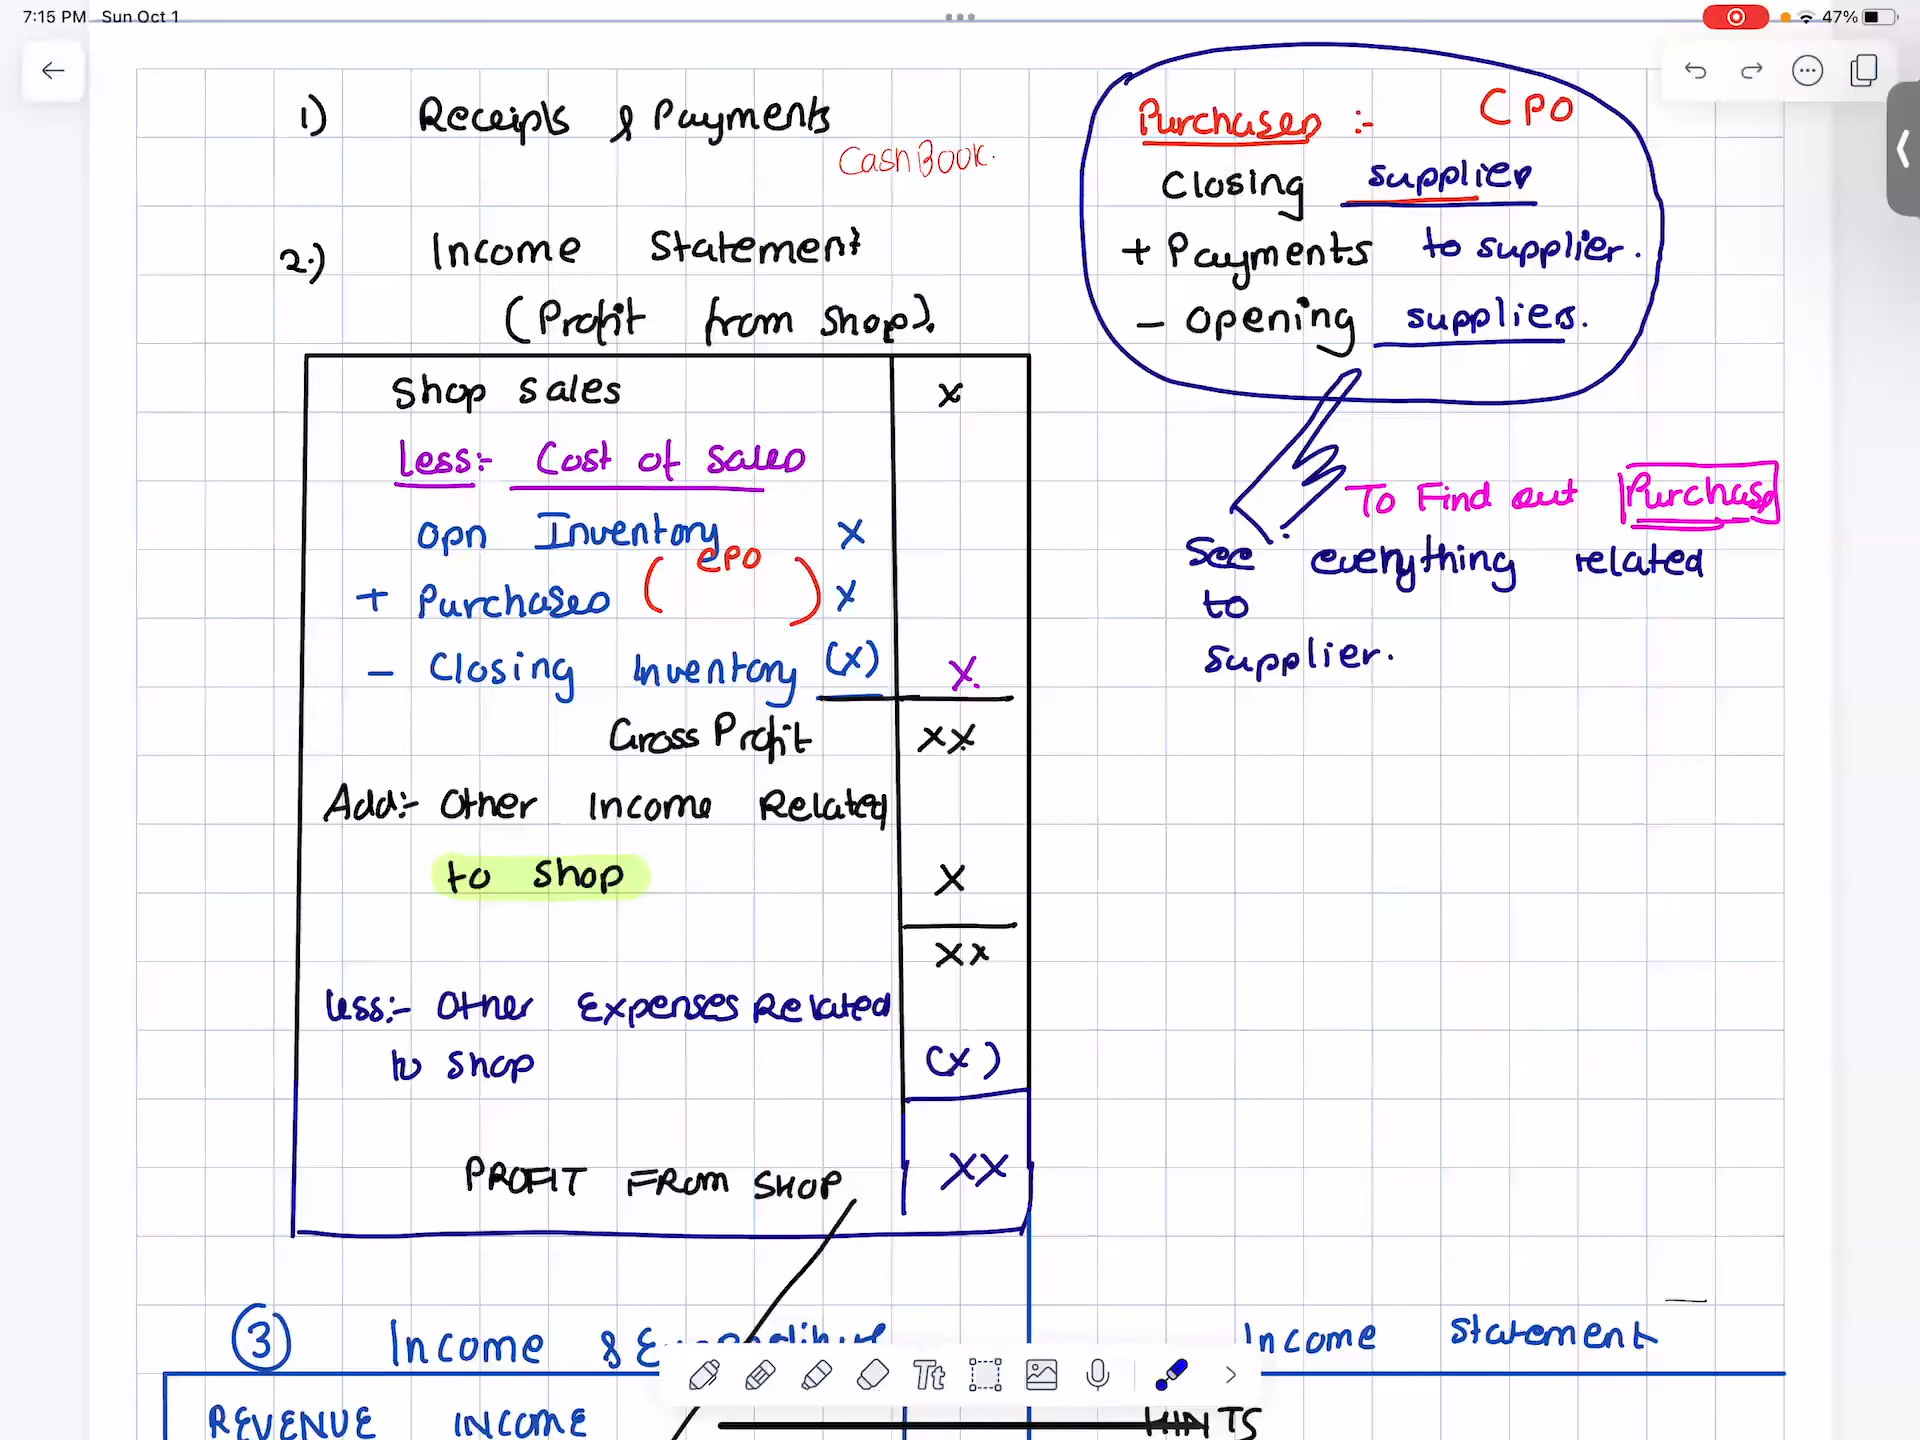 7:15 PM Sun Oct 1
47%
1) Receipts & Payments
Cash Book.
2.) Income Statement
(Profit from shop).
Shop sales x
Less:- Cost of sales
Opn Inventory x
+ Purchases (CPO) x
- Closing Inventory (x) x.
Gross Profit xx
Add:- Other Income Related
to shop x
xx
Less:- Other Expenses Related
to shop (x)
PROFIT FROM SHOP XX
Purchases :- CPO
Closing supplier
+ Payments to supplier.
- Opening suppliers.
To Find out Purchases
See everything related
to
supplier.
3 Income & Income Statement
REVENUE INCOME HINTS
Tt